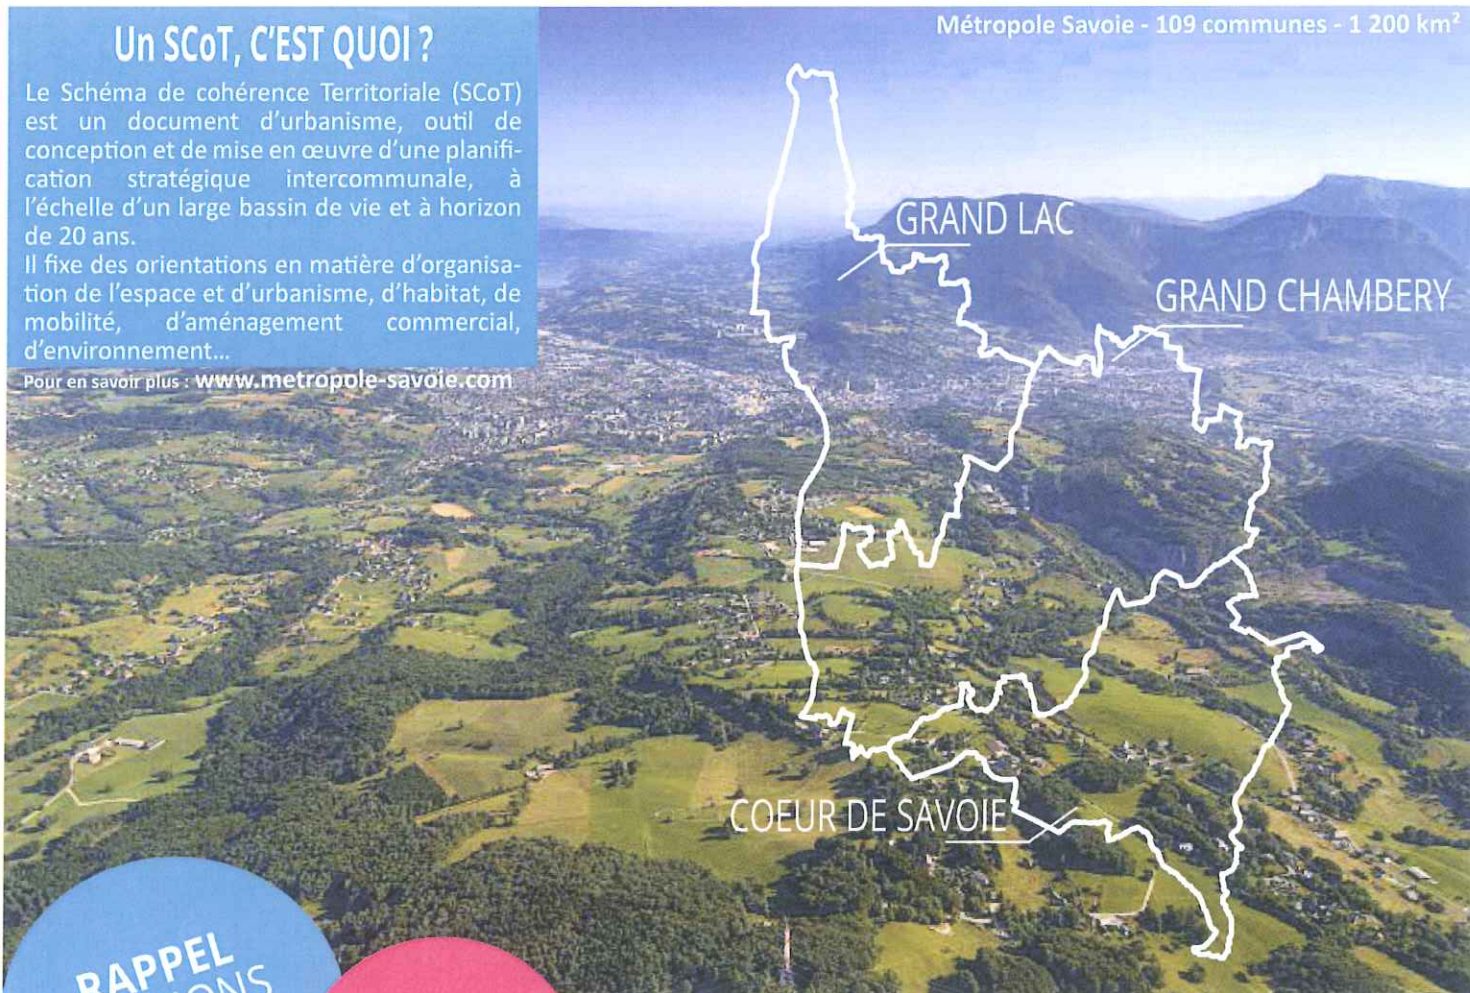 Un SCoT, C'EST QUOI ?
Le Schéma de cohérence Territoriale (SCoT)
est un document d'urbanisme, outil de
conception et de mise en œuvre d'une planifi-
cation stratégique intercommunale, à
l'échelle d'un large bassin de vie et à horizon
de 20 ans.
Il fixe des orientations en matière d'organisa-
tion de l'espace et d'urbanisme, d'habitat, de
mobilité, d'aménagement commercial,
d'environnement...
Pour en savoir plus : www.metropole-savoie.com
Métropole Savoie - 109 communes - 1 200 km²
GRAND LAC
GRAND CHAMBERY
COEUR DE SAVOIE
RAPPEL